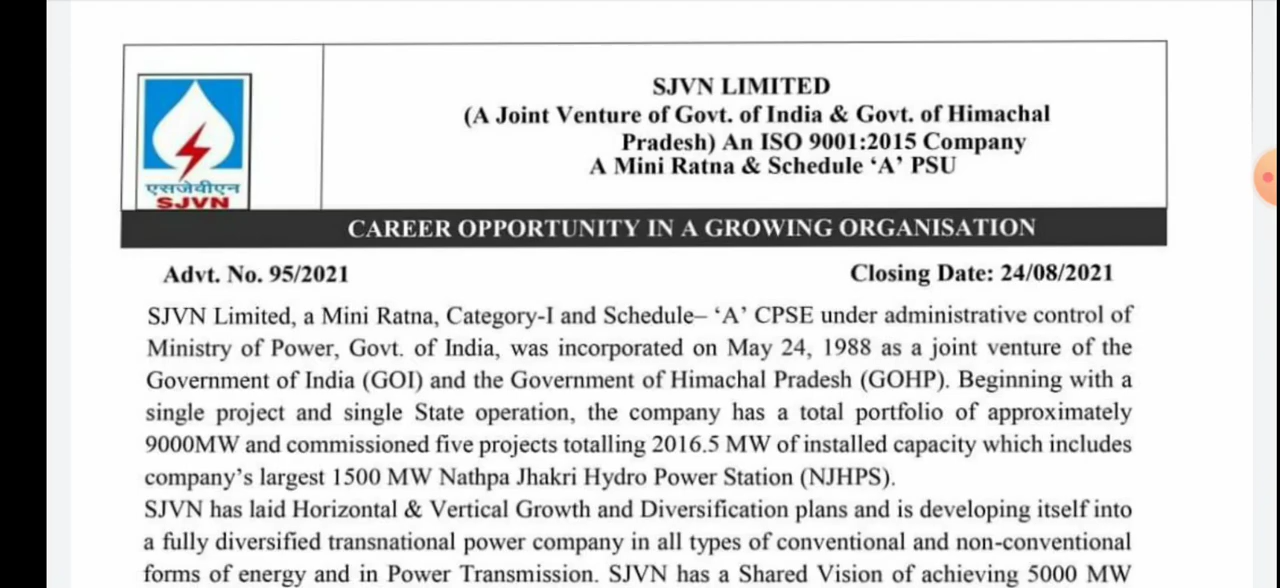 एसजेवीएन
SJVN
SJVN LIMITED
(A Joint Venture of Govt. of India & Govt. of Himachal
Pradesh) An ISO 9001:2015 Company
A Mini Ratna & Schedule ‘A’ PSU
CAREER OPPORTUNITY IN A GROWING ORGANISATION
Advt. No. 95/2021 Closing Date: 24/08/2021
SJVN Limited, a Mini Ratna, Category-I and Schedule– ‘A’ CPSE under administrative control of
Ministry of Power, Govt. of India, was incorporated on May 24, 1988 as a joint venture of the
Government of India (GOI) and the Government of Himachal Pradesh (GOHP). Beginning with a
single project and single State operation, the company has a total portfolio of approximately
9000MW and commissioned five projects totalling 2016.5 MW of installed capacity which includes
company’s largest 1500 MW Nathpa Jhakri Hydro Power Station (NJHPS).
SJVN has laid Horizontal & Vertical Growth and Diversification plans and is developing itself into
a fully diversified transnational power company in all types of conventional and non-conventional
forms of energy and in Power Transmission. SJVN has a Shared Vision of achieving 5000 MW